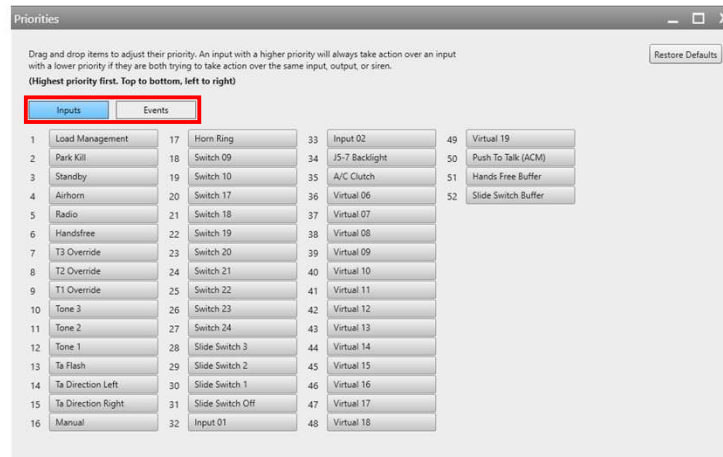 Priorities
Drag and drop items to adjust their priority. An input with a higher priority will always take action over an input
with a lower priority if they are both trying to take action over the same input, output, or siren.
(Highest priority first. Top to bottom, left to right)
Restore Defaults
Inputs Events
1 Load Management
2 Park Kill
3 Standby
4 Airhorn
5 Radio
6 Handsfree
7 T3 Override
8 T2 Override
9 T1 Override
10 Tone 3
11 Tone 2
12 Tone 1
13 Ta Flash
14 Ta Direction Left
15 Ta Direction Right
16 Manual
17 Horn Ring
18 Switch 09
19 Switch 10
20 Switch 17
21 Switch 18
22 Switch 19
23 Switch 20
24 Switch 21
25 Switch 22
26 Switch 23
27 Switch 24
28 Slide Switch 3
29 Slide Switch 2
30 Slide Switch 1
31 Slide Switch Off
32 Input 01
33 Input 02
34 J5-7 Backlight
35 A/C Clutch
36 Virtual 06
37 Virtual 07
38 Virtual 08
39 Virtual 09
40 Virtual 10
41 Virtual 11
42 Virtual 12
43 Virtual 13
44 Virtual 14
45 Virtual 15
46 Virtual 16
47 Virtual 17
48 Virtual 18
49 Virtual 19
50 Push To Talk (ACM)
51 Hands Free Buffer
52 Slide Switch Buffer